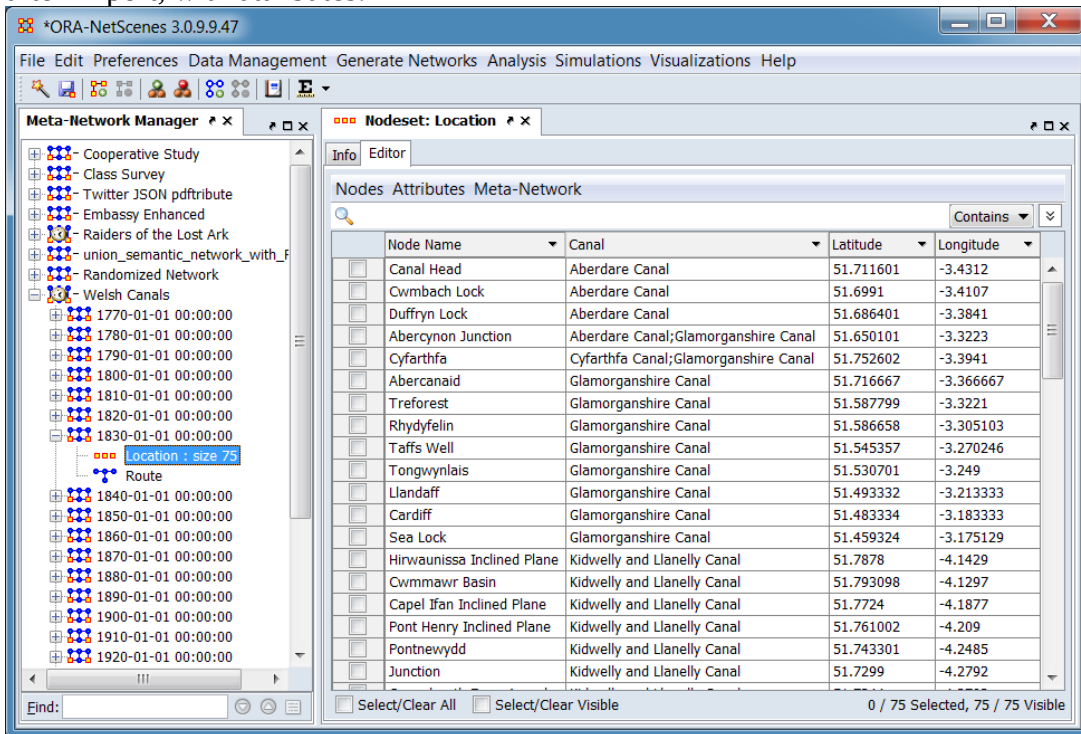 *ORA-NetScenes 3.0.9.9.47
File Edit Preferences Data Management Generate Networks Analysis Simulations Visualizations Help
Meta-Network Manager
Cooperative Study
Class Survey
Twitter JSON pdftribute
Embassy Enhanced
Raiders of the Lost Ark
union_semantic_network_with_F
Randomized Network
Welsh Canals
1770-01-01 00:00:00
1780-01-01 00:00:00
1790-01-01 00:00:00
1800-01-01 00:00:00
1810-01-01 00:00:00
1820-01-01 00:00:00
1830-01-01 00:00:00
Location : size 75
Route
1840-01-01 00:00:00
1850-01-01 00:00:00
1860-01-01 00:00:00
1870-01-01 00:00:00
1880-01-01 00:00:00
1890-01-01 00:00:00
1900-01-01 00:00:00
1910-01-01 00:00:00
1920-01-01 00:00:00
Find:
Nodeset: Location
Info Editor
Nodes Attributes Meta-Network
Contains
Node Name Canal Latitude Longitude
Canal Head Aberdare Canal 51.711601 -3.4312
Cwmbach Lock Aberdare Canal 51.6991 -3.4107
Duffryn Lock Aberdare Canal 51.686401 -3.3841
Abercynon Junction Aberdare Canal;Glamorganshire Canal 51.650101 -3.3223
Cyfarthfa Cyfarthfa Canal;Glamorganshire Canal 51.752602 -3.3941
Abercanaid Glamorganshire Canal 51.716667 -3.366667
Treforest Glamorganshire Canal 51.587799 -3.3221
Rhydyfelin Glamorganshire Canal 51.586658 -3.305103
Taffs Well Glamorganshire Canal 51.545357 -3.270246
Tongwynlais Glamorganshire Canal 51.530701 -3.249
Llandaff Glamorganshire Canal 51.493332 -3.213333
Cardiff Glamorganshire Canal 51.483334 -3.183333
Sea Lock Glamorganshire Canal 51.459324 -3.175129
Hirwaunissa Inclined Plane Kidwelly and Llanelly Canal 51.7878 -4.1429
Cwmmawr Basin Kidwelly and Llanelly Canal 51.793098 -4.1297
Capel Ifan Inclined Plane Kidwelly and Llanelly Canal 51.7724 -4.1877
Pont Henry Inclined Plane Kidwelly and Llanelly Canal 51.761002 -4.209
Pontnewydd Kidwelly and Llanelly Canal 51.743301 -4.2485
Junction Kidwelly and Llanelly Canal 51.7299 -4.2792
Select/Clear All Select/Clear Visible 0 / 75 Selected, 75 / 75 Visible